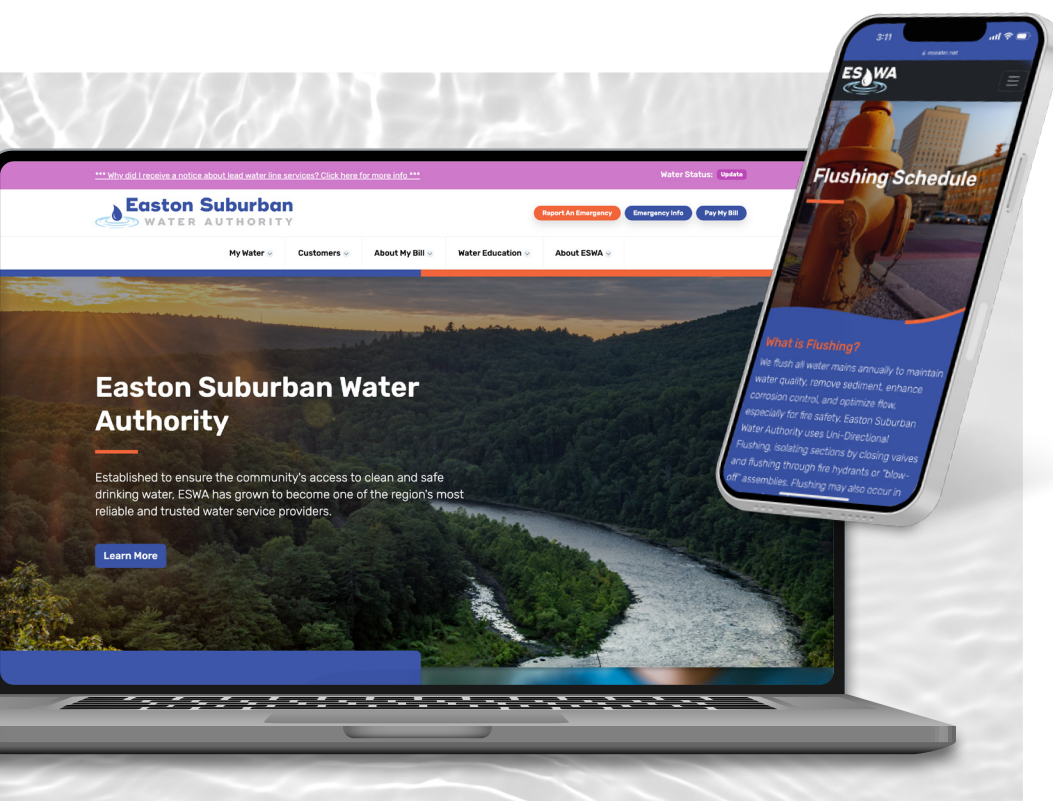 *** Why did I receive a notice about lead water line services? Click here for more info ***
Water Status: Update
Easton Suburban
WATER AUTHORITY
Report An Emergency
Emergency Info
Pay My Bill
My Water
Customers
About My Bill
Water Education
About ESWA
Easton Suburban Water
Authority
Established to ensure the community's access to clean and safe
drinking water, ESWA has grown to become one of the region's most
reliable and trusted water service providers.
Learn More
3:11
eswater.net
ESWA
Flushing Schedule
What is Flushing?
We flush all water mains annually to maintain
water quality, remove sediment, enhance
corrosion control, and optimize flow,
especially for fire safety. Easton Suburban
Water Authority uses Uni-Directional
Flushing, isolating sections by closing valves
and flushing through fire hydrants or "blow-
off" assemblies. Flushing may also occur in